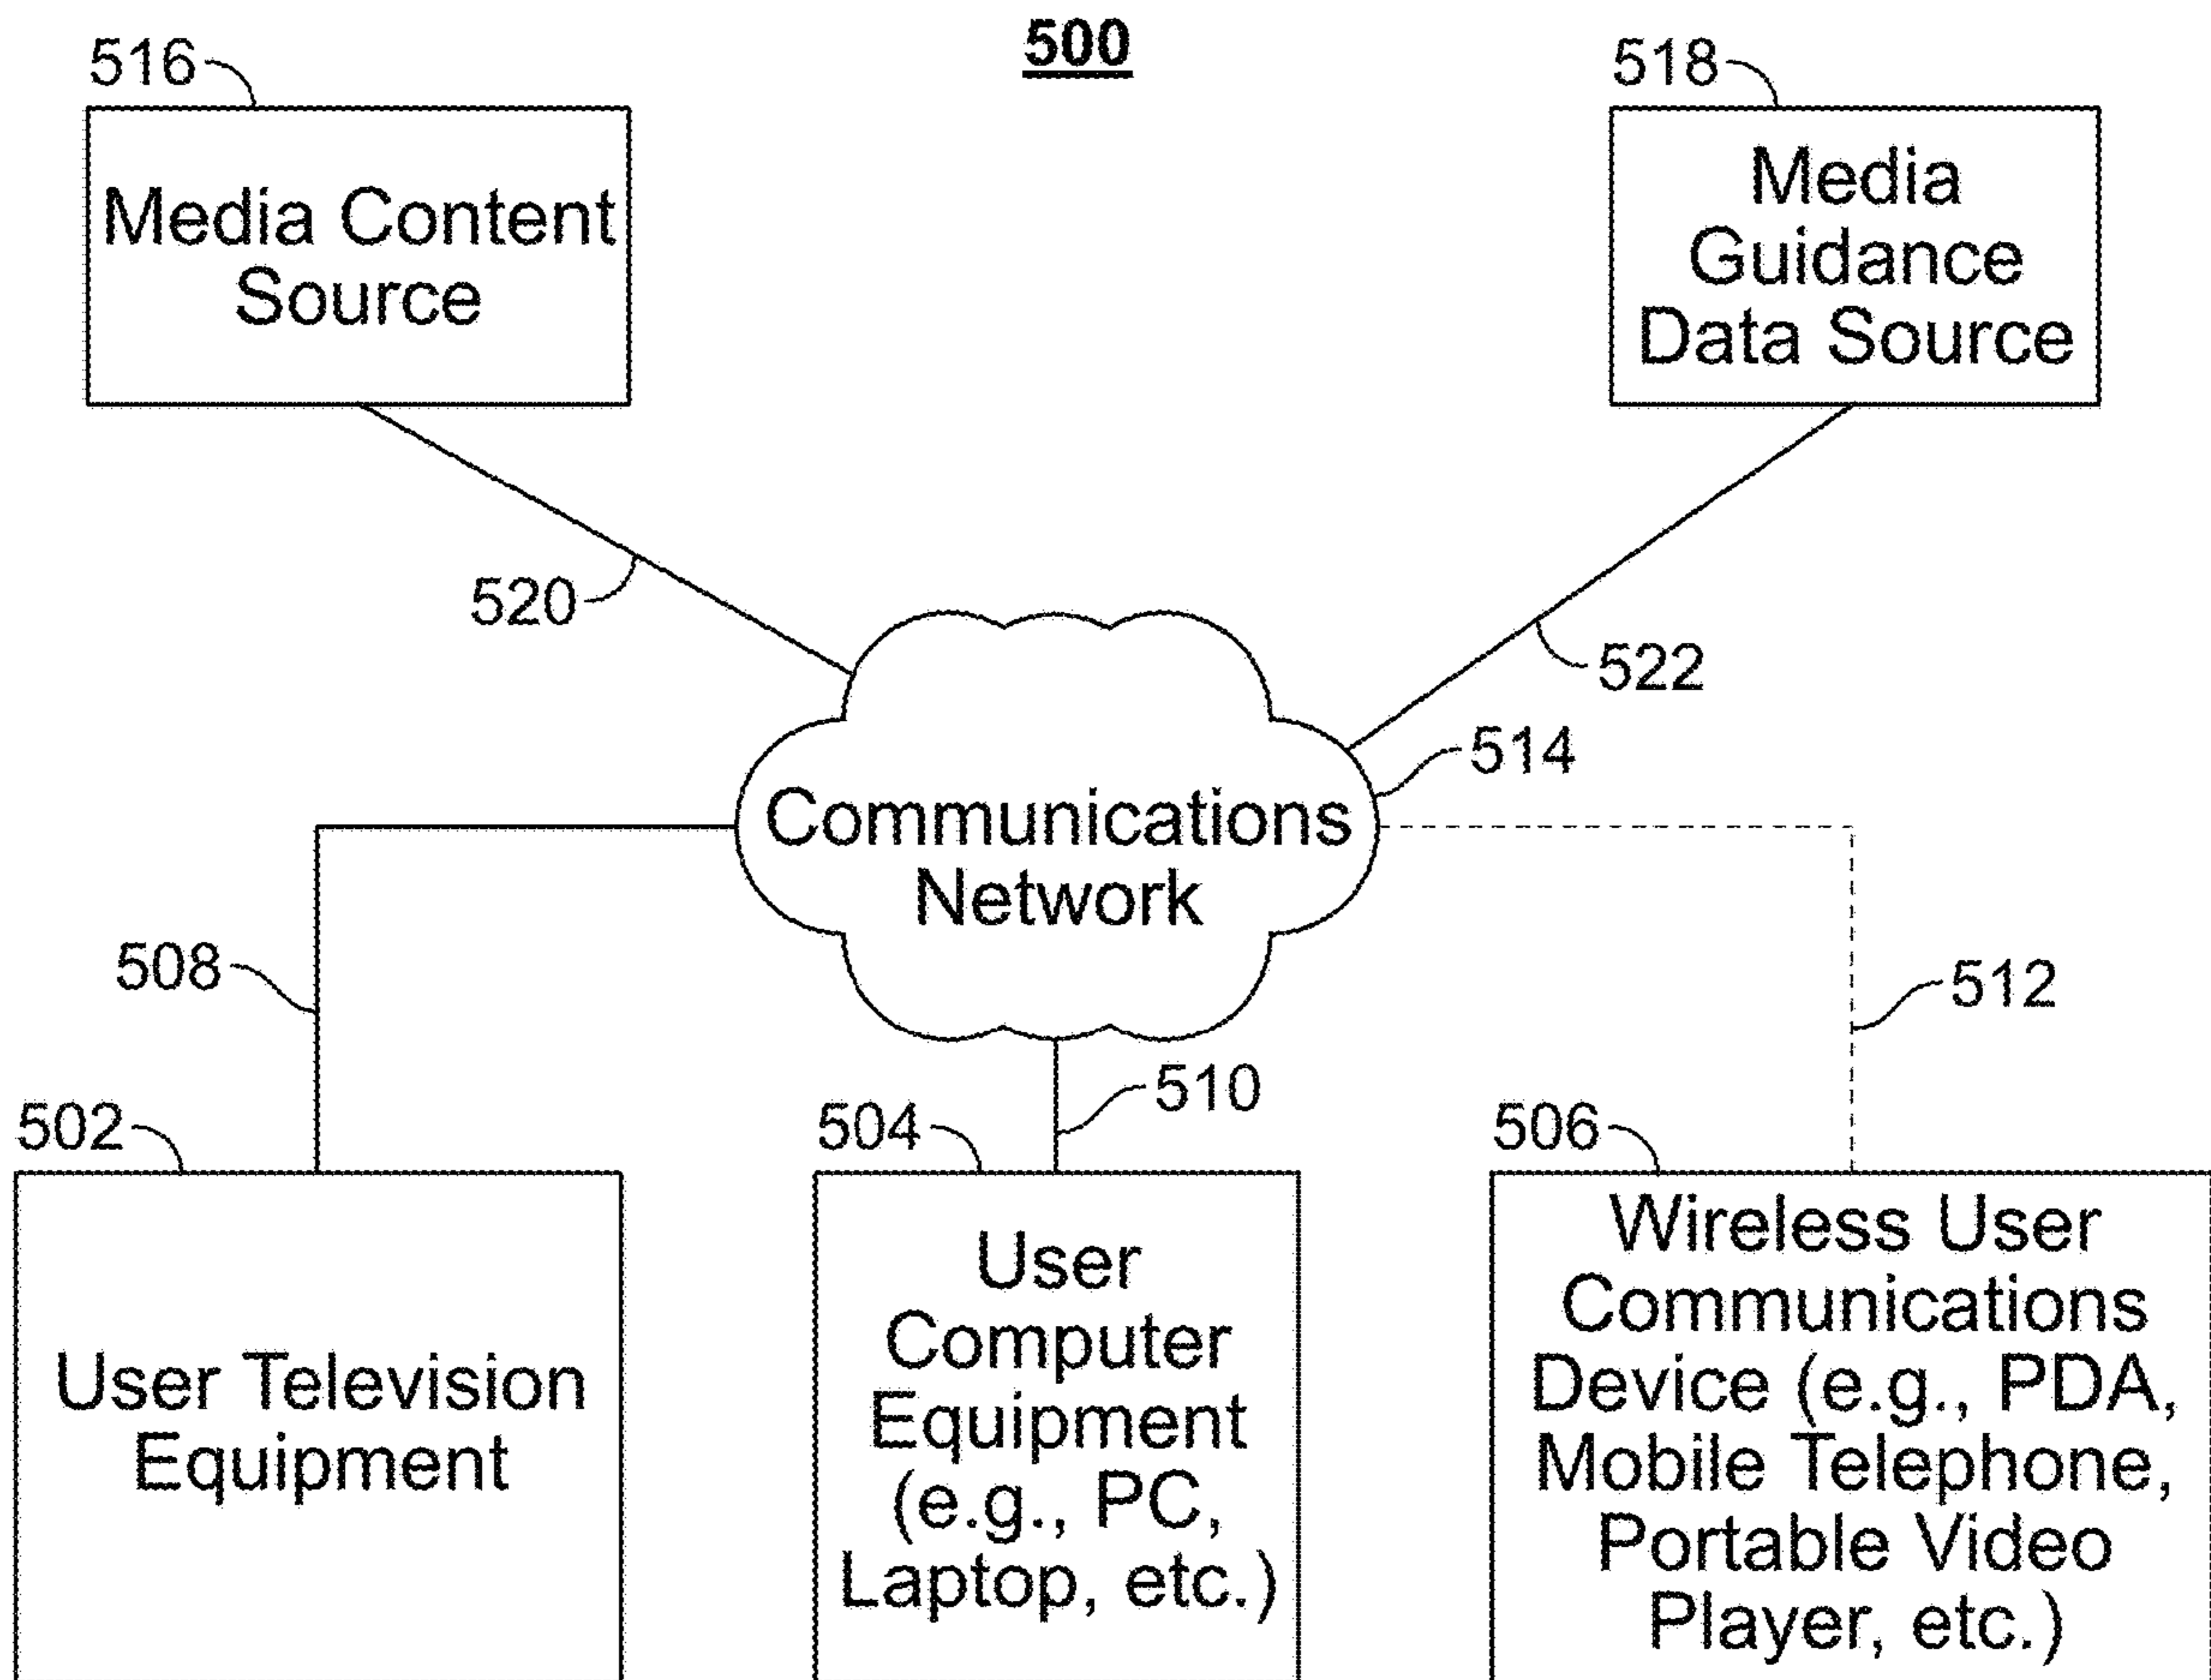 500
516
Media Content
Source
518
Media
Guidance
Data Source
520
522
514
Communications
Network
508
512
510
502
User Television
Equipment
504
User
Computer
Equipment
(e.g., PC,
Laptop, etc.)
506
Wireless User
Communications
Device (e.g., PDA,
Mobile Telephone,
Portable Video
Player, etc.)